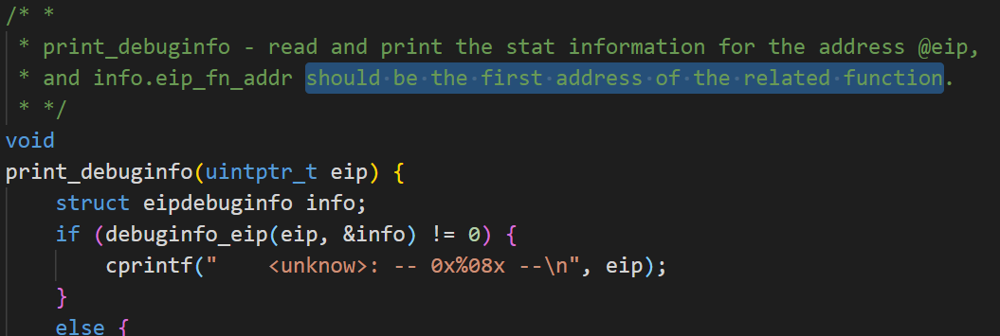 /* *
 * print_debuginfo - read and print the stat information for the address @eip,
 * and info.eip_fn_addr should be the first address of the related function.
 * */
void
print_debuginfo(uintptr_t eip) {
    struct eipdebuginfo info;
    if (debuginfo_eip(eip, &info) != 0) {
        cprintf("    <unknow>: -- 0x%08x --\n", eip);
    }
    else {